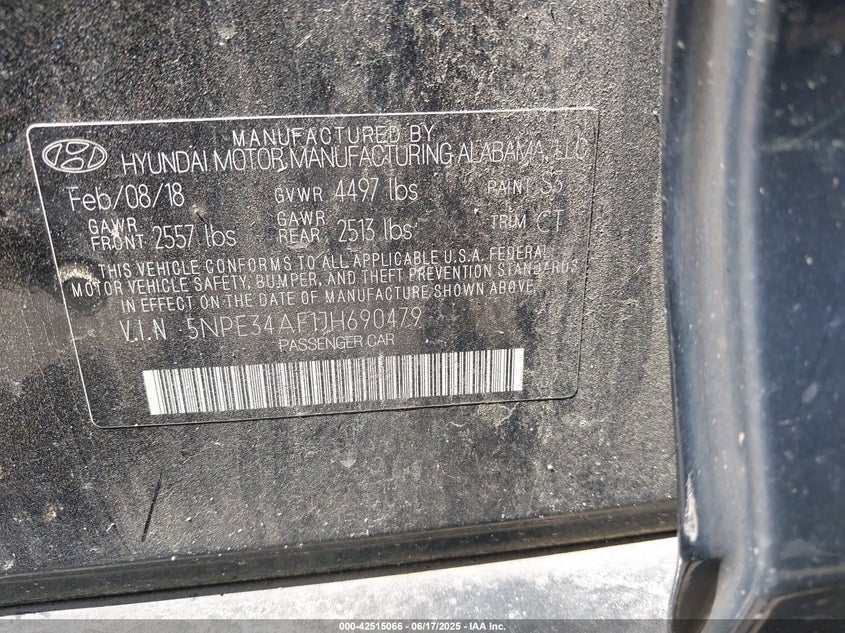 MANUFACTURED BY
HYUNDAI MOTOR MANUFACTURING ALABAMA, LLC
Feb/08/18 GVWR 4497 lbs PAINT S3
GAWR FRONT 2557 lbs GAWR REAR 2513 lbs TRIM CT
THIS VEHICLE CONFORMS TO ALL APPLICABLE U.S.A. FEDERAL
MOTOR VEHICLE SAFETY, BUMPER, AND THEFT PREVENTION STANDARDS
IN EFFECT ON THE DATE OF MANUFACTURE SHOWN ABOVE.
V.I.N 5NPE34AF1JH690479
PASSENGER CAR
000-42515066 - 06/17/2025 - IAA Inc.